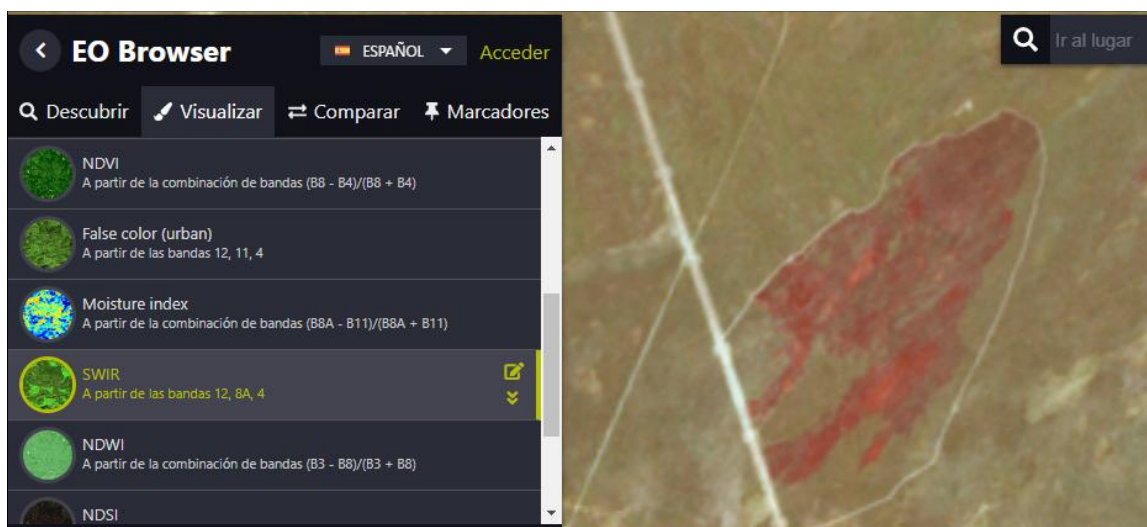 EO Browser
ESPAÑOL
Acceder
Descubrir
Visualizar
Comparar
Marcadores
NDVI
A partir de la combinación de bandas (B8 - B4)/(B8 + B4)
False color (urban)
A partir de las bandas 12, 11, 4
Moisture index
A partir de la combinación de bandas (B8A - B11)/(B8A + B11)
SWIR
A partir de las bandas 12, 8A, 4
NDWI
A partir de la combinación de bandas (B3 - B8)/(B3 + B8)
NDSI
Ir al lugar